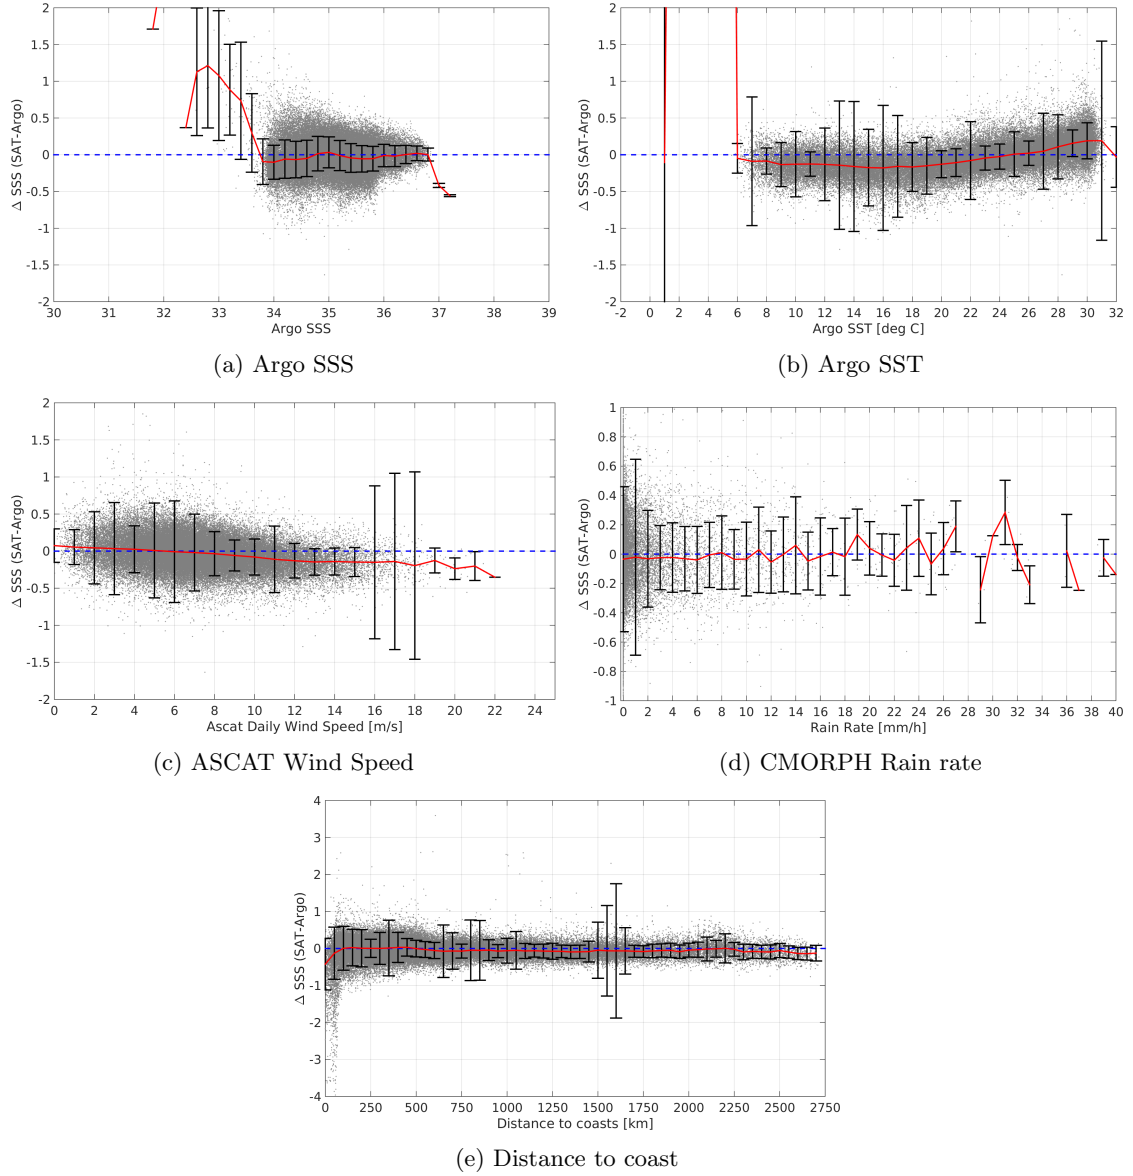 2
1.5
1
0.5
0
-0.5
-1
-1.5
-2
Δ SSS (SAT-Argo)
30 31 32 33 34 35 36 37 38 39
Argo SSS
(a) Argo SSS
2
1.5
1
0.5
0
-0.5
-1
-1.5
-2
Δ SSS (SAT-Argo)
-2 0 2 4 6 8 10 12 14 16 18 20 22 24 26 28 30 32
Argo SST [deg C]
(b) Argo SST
2
1.5
1
0.5
0
-0.5
-1
-1.5
-2
Δ SSS (SAT-Argo)
0 2 4 6 8 10 12 14 16 18 20 22 24
Ascat Daily Wind Speed [m/s]
(c) ASCAT Wind Speed
1
0.8
0.6
0.4
0.2
0
-0.2
-0.4
-0.6
-0.8
-1
Δ SSS (SAT-Argo)
0 2 4 6 8 10 12 14 16 18 20 22 24 26 28 30 32 34 36 38 40
Rain Rate [mm/h]
(d) CMORPH Rain rate
4
3
2
1
0
-1
-2
-3
-4
Δ SSS (SAT-Argo)
0 250 500 750 1000 1250 1500 1750 2000 2250 2500 2750
Distance to coasts [km]
(e) Distance to coast